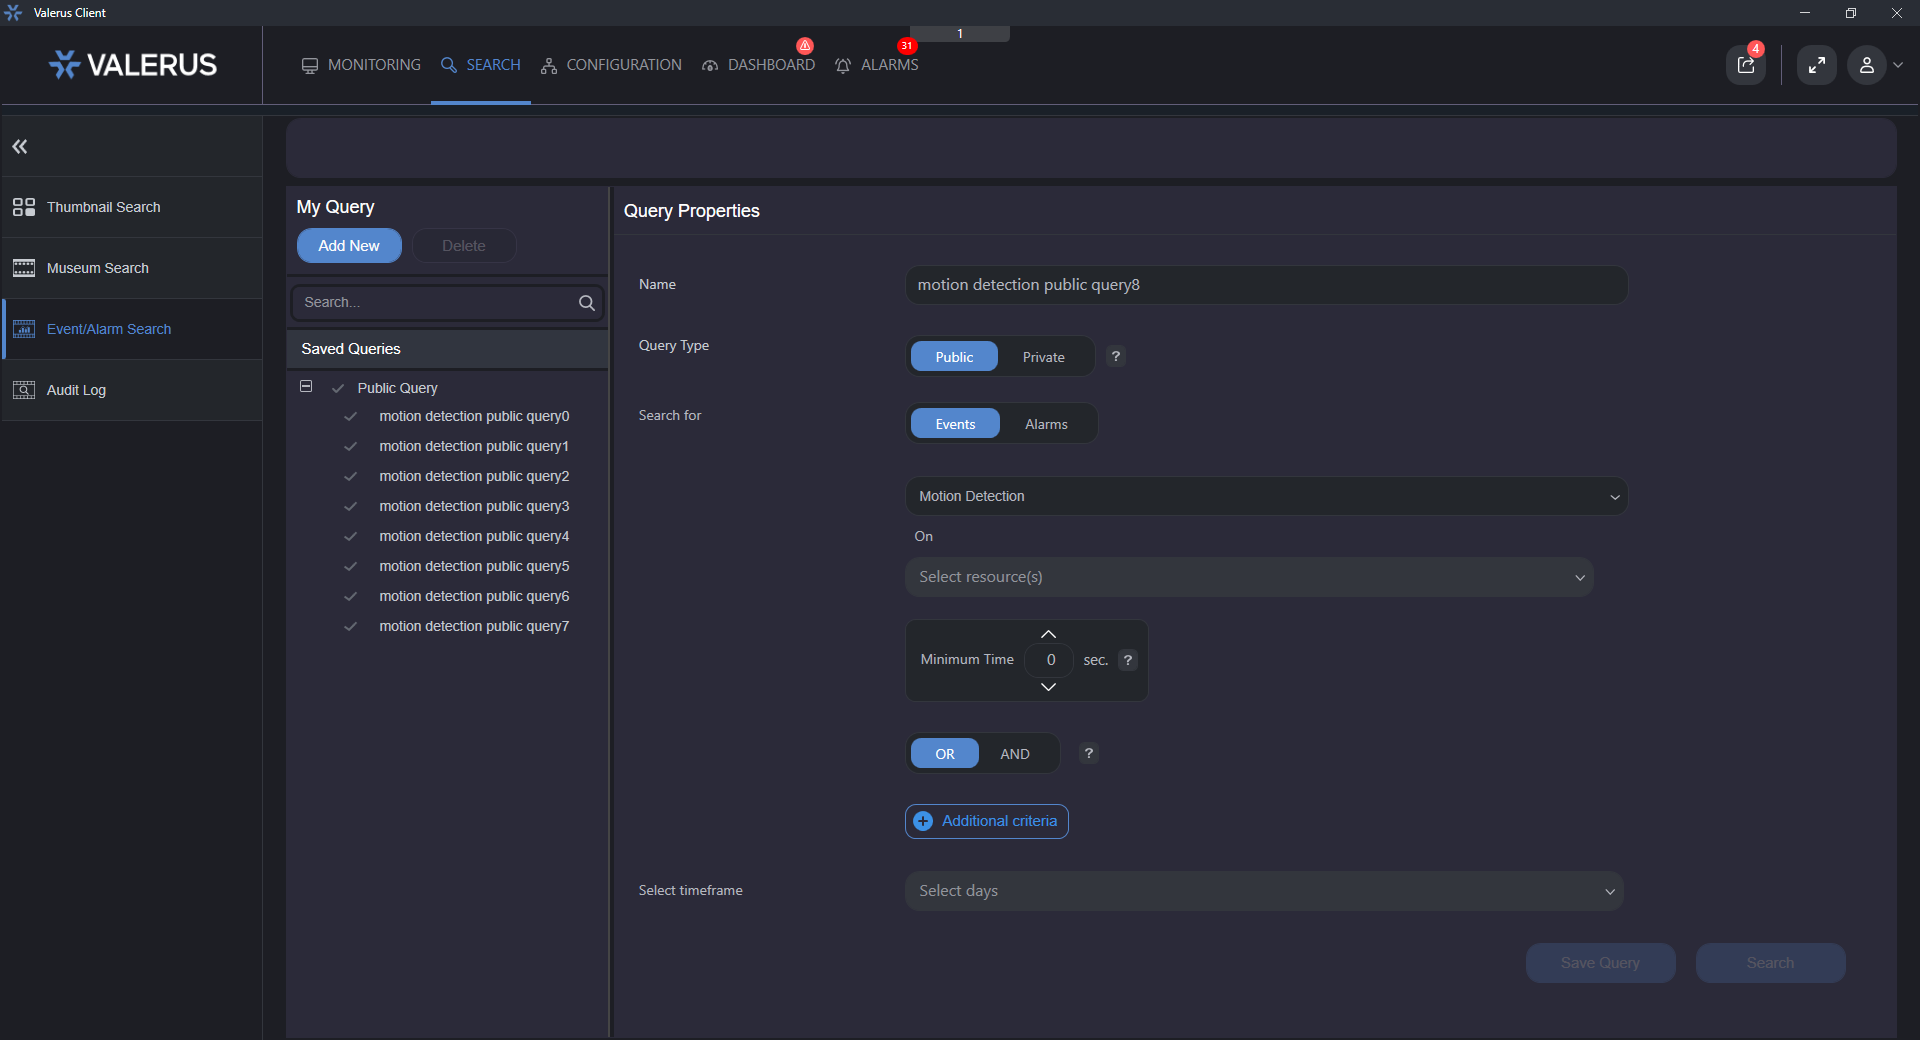 Valerus Client
1
VALERUS
MONITORING
SEARCH
CONFIGURATION
DASHBOARD
31
ALARMS
4
Thumbnail Search
Museum Search
Event/Alarm Search
Audit Log
My Query
Add New
Delete
Search...
Saved Queries
Public Query
motion detection public query0
motion detection public query1
motion detection public query2
motion detection public query3
motion detection public query4
motion detection public query5
motion detection public query6
motion detection public query7
Query Properties
Name
motion detection public query8
Query Type
Public
Private
?
Search for
Events
Alarms
Motion Detection
On
Select resource(s)
Minimum Time
0
sec.
?
OR
AND
?
Additional criteria
Select timeframe
Select days
Save Query
Search